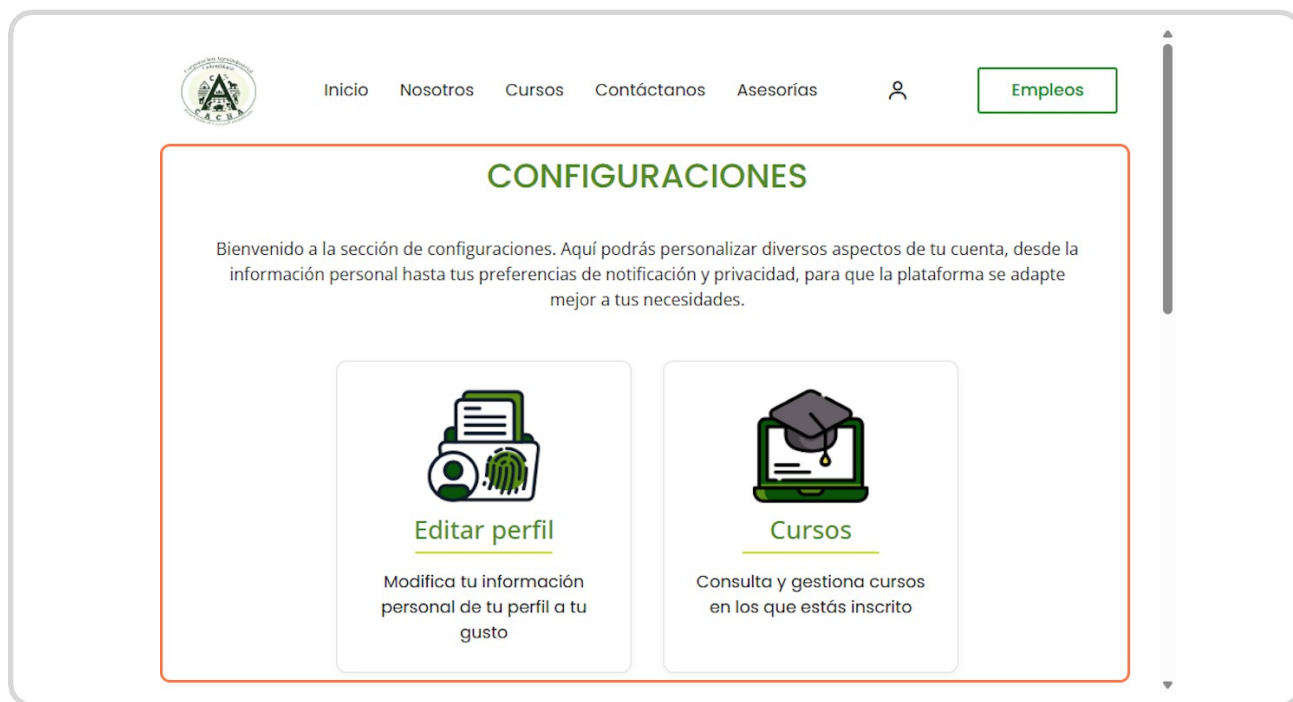 Inicio Nosotros Cursos Contáctanos Asesorías Empleos
CONFIGURACIONES
Bienvenido a la sección de configuraciones. Aquí podrás personalizar diversos aspectos de tu cuenta, desde la
información personal hasta tus preferencias de notificación y privacidad, para que la plataforma se adapte
mejor a tus necesidades.
Editar perfil
Modifica tu información
personal de tu perfil a tu
gusto
Cursos
Consulta y gestiona cursos
en los que estás inscrito